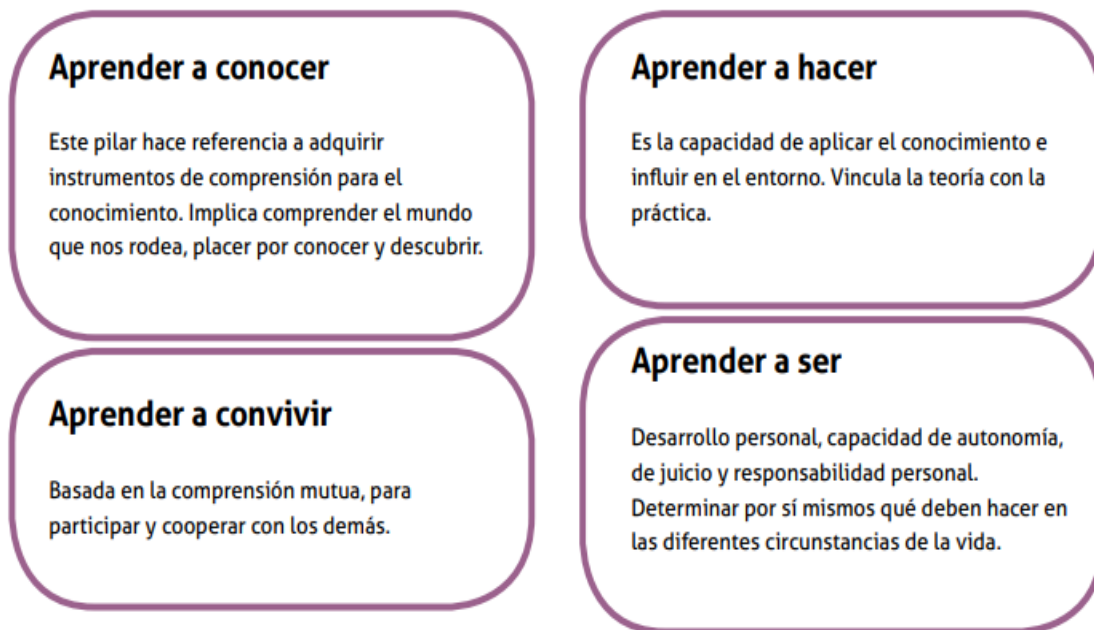 Aprender a conocer
Este pilar hace referencia a adquirir
instrumentos de comprensión para el
conocimiento. Implica comprender el mundo
que nos rodea, placer por conocer y descubrir.
Aprender a hacer
Es la capacidad de aplicar el conocimiento e
influir en el entorno. Vincula la teoría con la
práctica.
Aprender a convivir
Basada en la comprensión mutua, para
participar y cooperar con los demás.
Aprender a ser
Desarrollo personal, capacidad de autonomía,
de juicio y responsabilidad personal.
Determinar por sí mismos qué deben hacer en
las diferentes circunstancias de la vida.